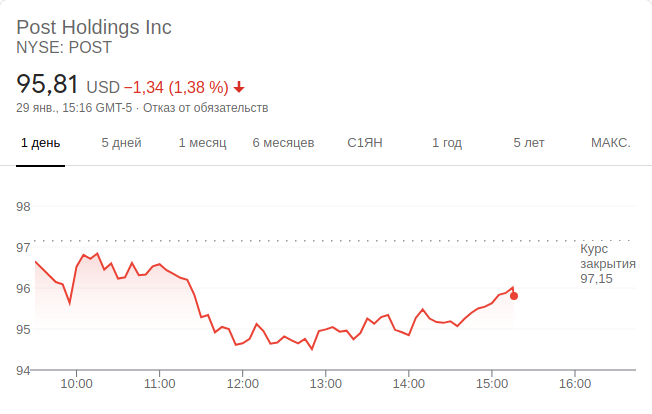 Post Holdings Inc
NYSE: POST
95,81 USD −1,34 (1,38 %)
29 янв., 15:16 GMT-5 · Отказ от обязательств
1 день 5 дней 1 месяц 6 месяцев С1ЯН 1 год 5 лет МАКС.
98
97
Курс
закрытия
97,15
96
95
94
10:00 11:00 12:00 13:00 14:00 15:00 16:00